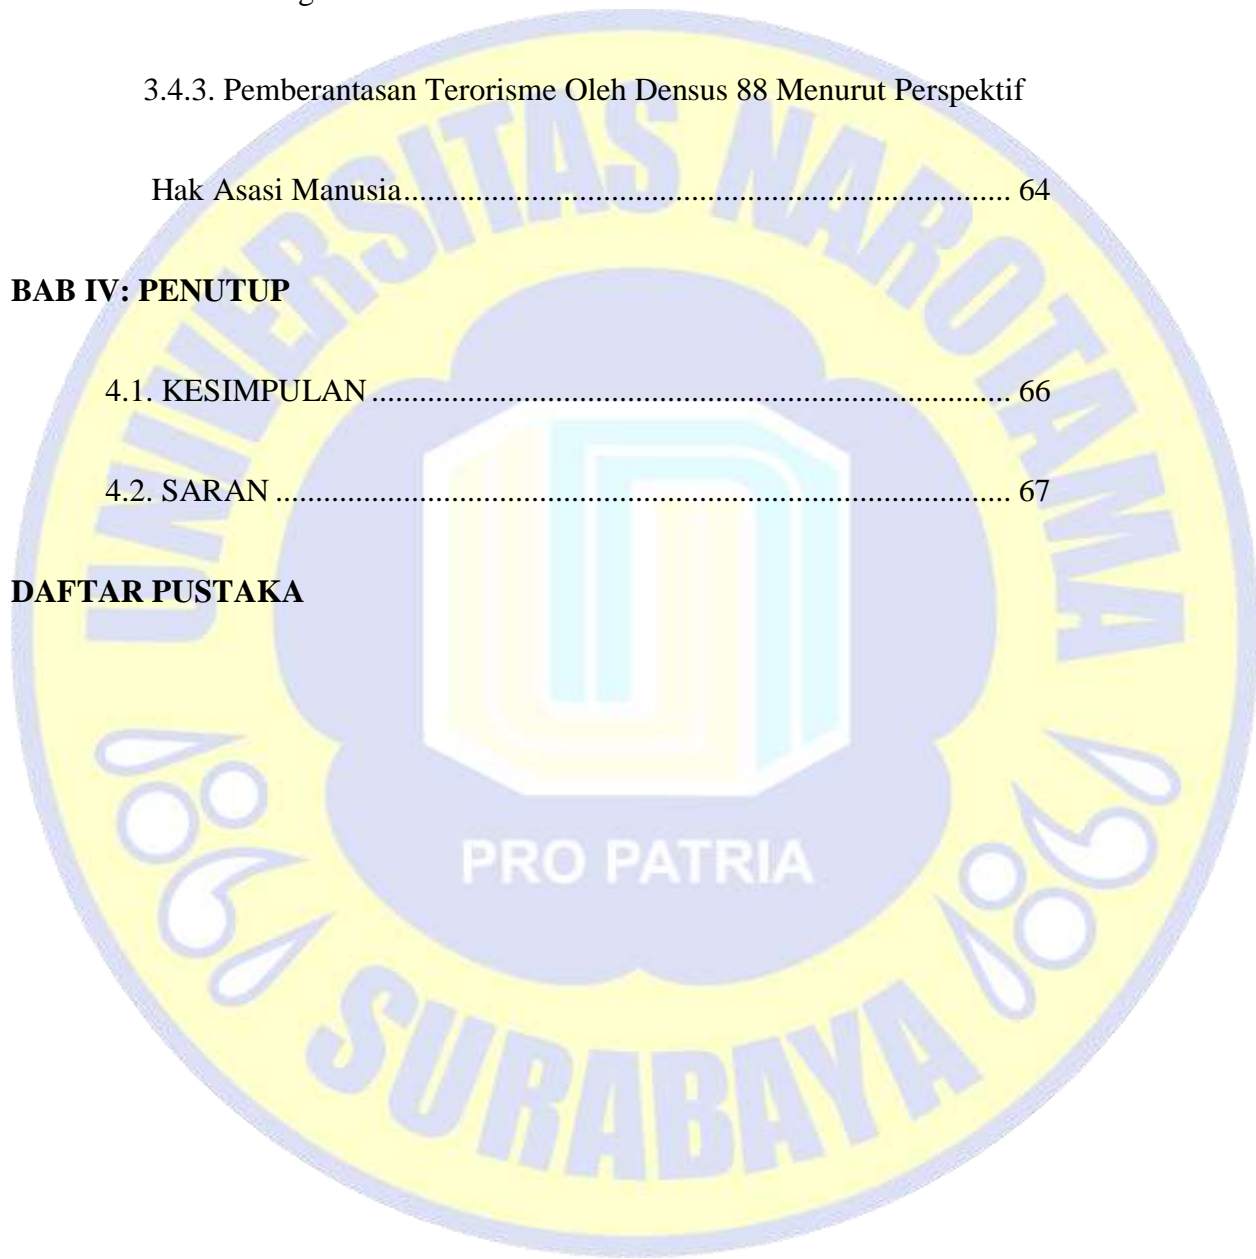 3.4.3. Pemberantasan Terorisme Oleh Densus 88 Menurut Perspektif
Hak Asasi Manusia............................................................................ 64
BAB IV: PENUTUP
4.1. KESIMPULAN ................................................................................ 66
4.2. SARAN ............................................................................................ 67
DAFTAR PUSTAKA
UNIVERSITAS NAROTAMA
PRO PATRIA
SURABAYA